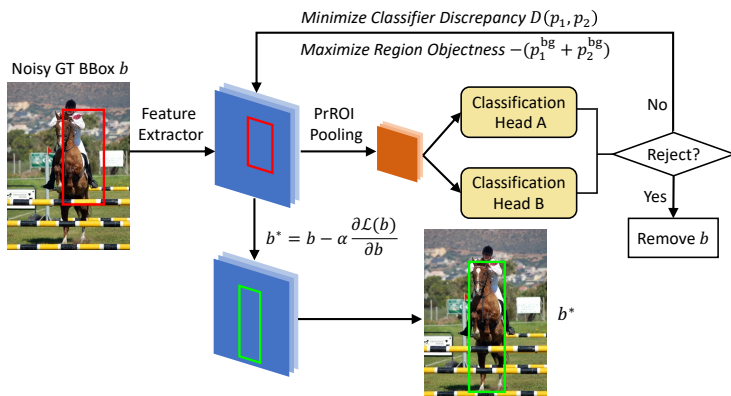 Minimize Classifier Discrepancy D(p₁, p₂)
Maximize Region Objectness −(p₁ᵇᵍ + p₂ᵇᵍ)
Noisy GT BBox b
Feature
Extractor
PrROI
Pooling
Classification
Head A
Classification
Head B
No
Reject?
Yes
Remove b
b* = b − α ∂ℒ(b)/∂b
b*